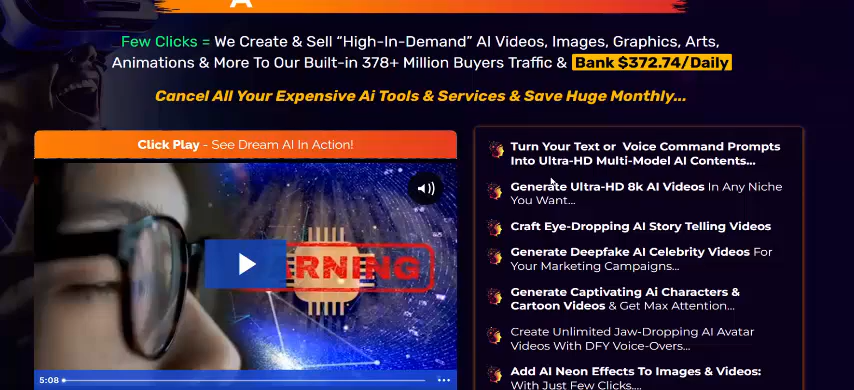 Few Clicks = We Create & Sell “High-In-Demand” AI Videos, Images, Graphics, Arts,
Animations & More To Our Built-in 378+ Million Buyers Traffic & Bank $372.74/Daily
Cancel All Your Expensive Ai Tools & Services & Save Huge Monthly...
Click Play - See Dream AI In Action!
RNING
5:08
Turn Your Text or Voice Command Prompts
Into Ultra-HD Multi-Model AI Contents...
Generate Ultra-HD 8k AI Videos In Any Niche
You Want...
Craft Eye-Dropping AI Story Telling Videos
Generate Deepfake AI Celebrity Videos For
Your Marketing Campaigns...
Generate Captivating Ai Characters &
Cartoon Videos & Get Max Attention...
Create Unlimited Jaw-Dropping AI Avatar
Videos With DFY Voice-Overs...
Add AI Neon Effects To Images & Videos:
With Just Few Clicks....